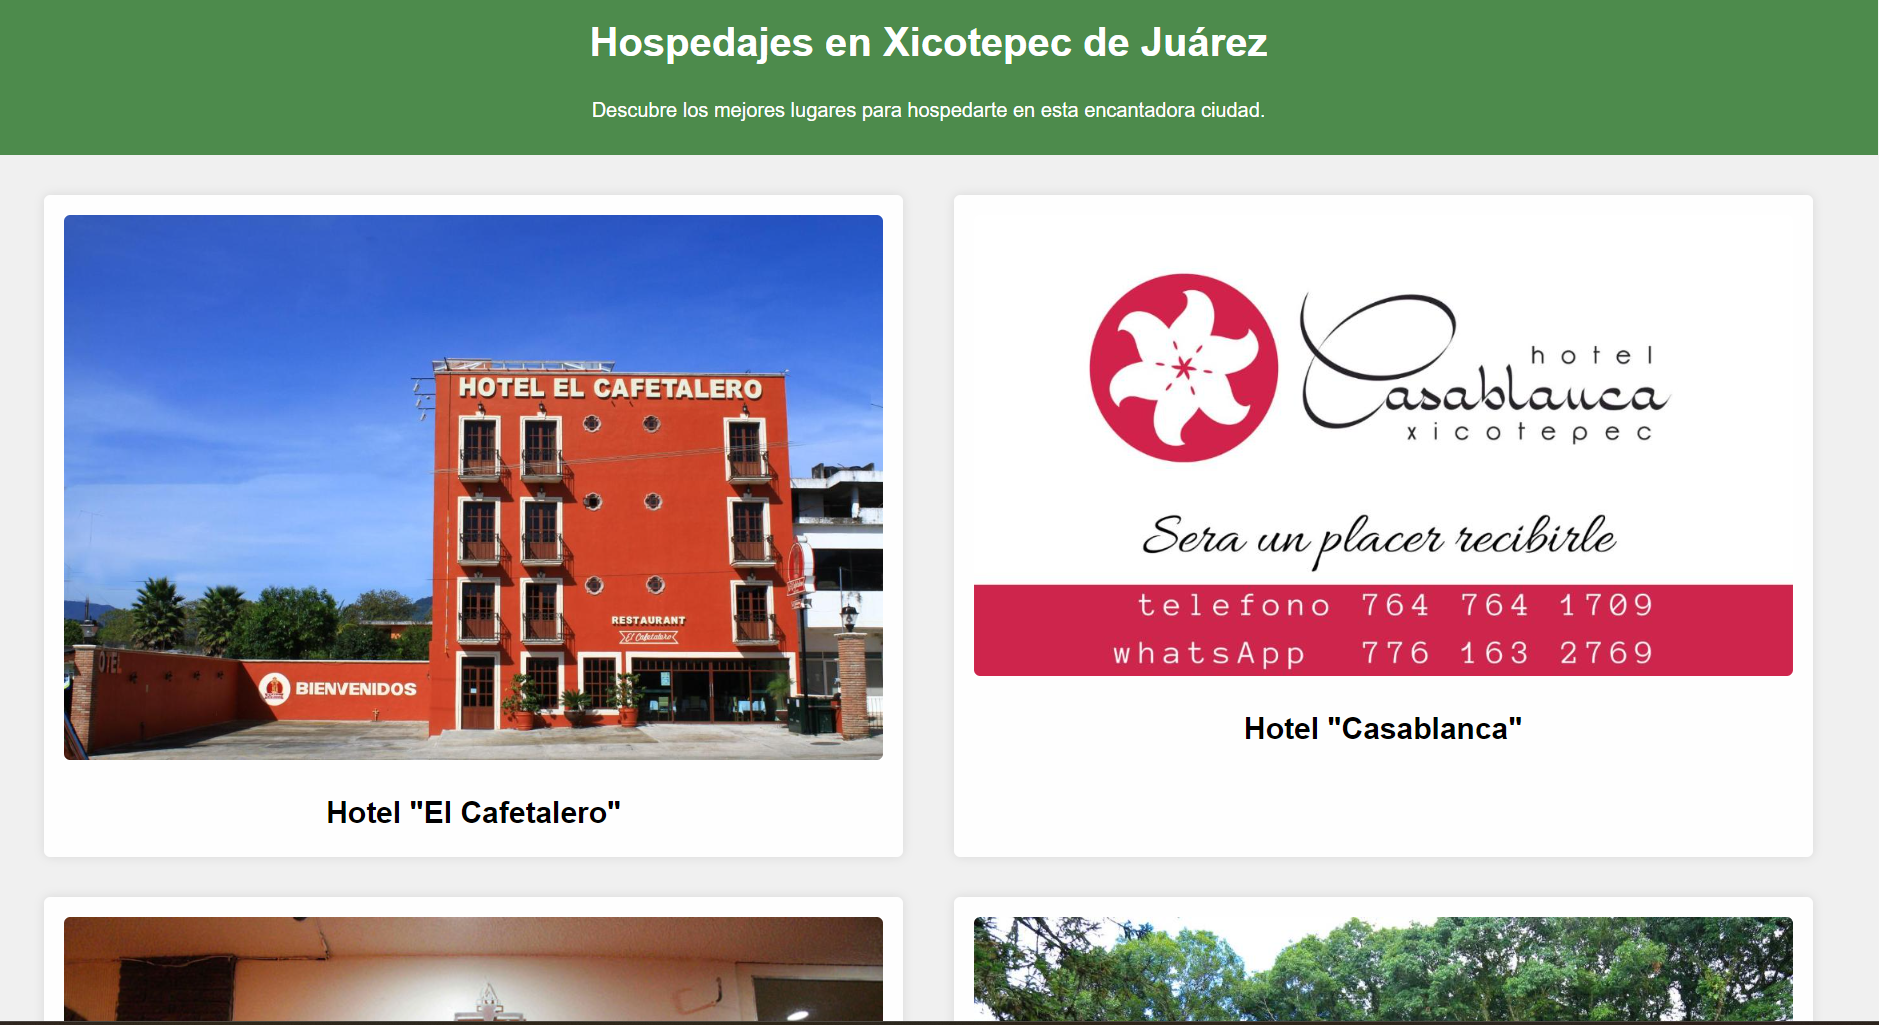 Hospedajes en Xicotepec de Juárez
Descubre los mejores lugares para hospedarte en esta encantadora ciudad.
HOTEL EL CAFETALERO
RESTAURANT
El Cafetalero
HOTEL
BIENVENIDOS
Hotel "El Cafetalero"
hotel
Casablanca
xicotepec
Sera un placer recibirle
telefono 764 764 1709
whatsApp 776 163 2769
Hotel "Casablanca"